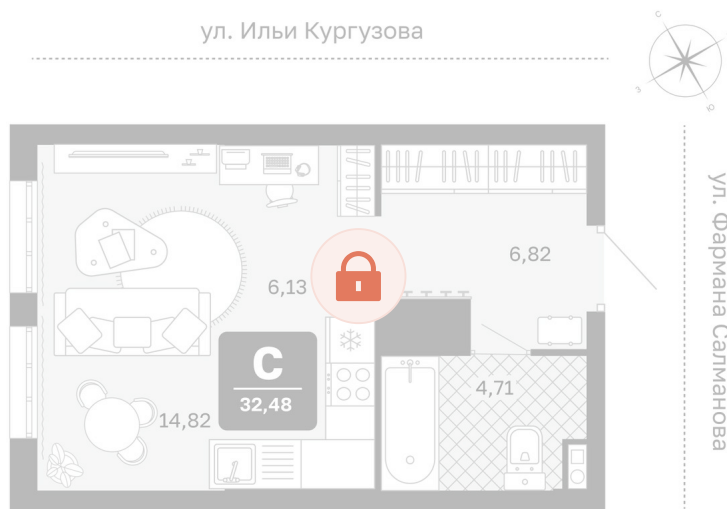 ул. Ильи Кургузова
с
з
ю
ул. Фармана Салманова
6,82
6,13
С
32,48
14,82
4,71